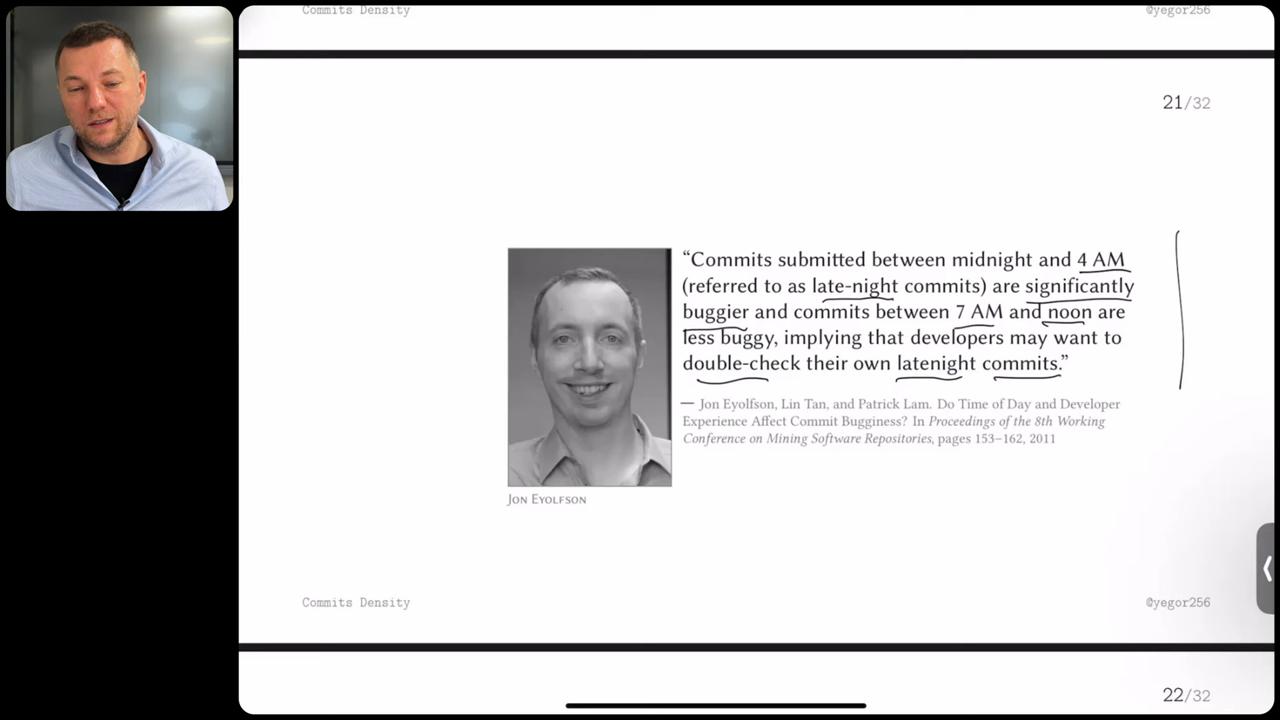 Commits Density
@yegor256
21/32
“Commits submitted between midnight and 4 AM
(referred to as late-night commits) are significantly
buggier and commits between 7 AM and noon are
less buggy, implying that developers may want to
double-check their own latenight commits.”
— Jon Eyolfson, Lin Tan, and Patrick Lam. Do Time of Day and Developer
Experience Affect Commit Bugginess? In Proceedings of the 8th Working
Conference on Mining Software Repositories, pages 153–162, 2011
Jon Eyolfson
Commits Density
@yegor256
22/32